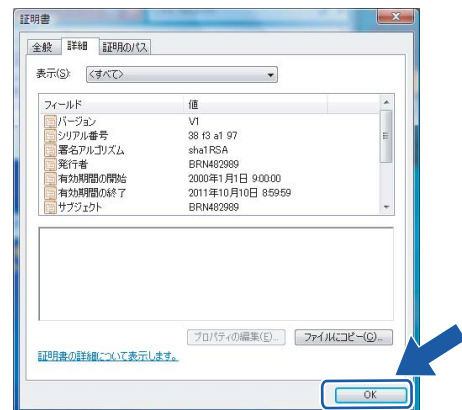 証明書
全般 詳細 証明のパス
表示(S): <すべて>
フィールド 値
バージョン V1
シリアル番号 38 f3 a1 97
署名アルゴリズム sha1RSA
発行者 BRN482989
有効期間の開始 2000年1月1日 9:00:00
有効期間の終了 2011年10月10日 8:59:59
サブジェクト BRN482989
プロパティの編集(E)... ファイルにコピー(C)...
証明書の詳細について表示します。
OK